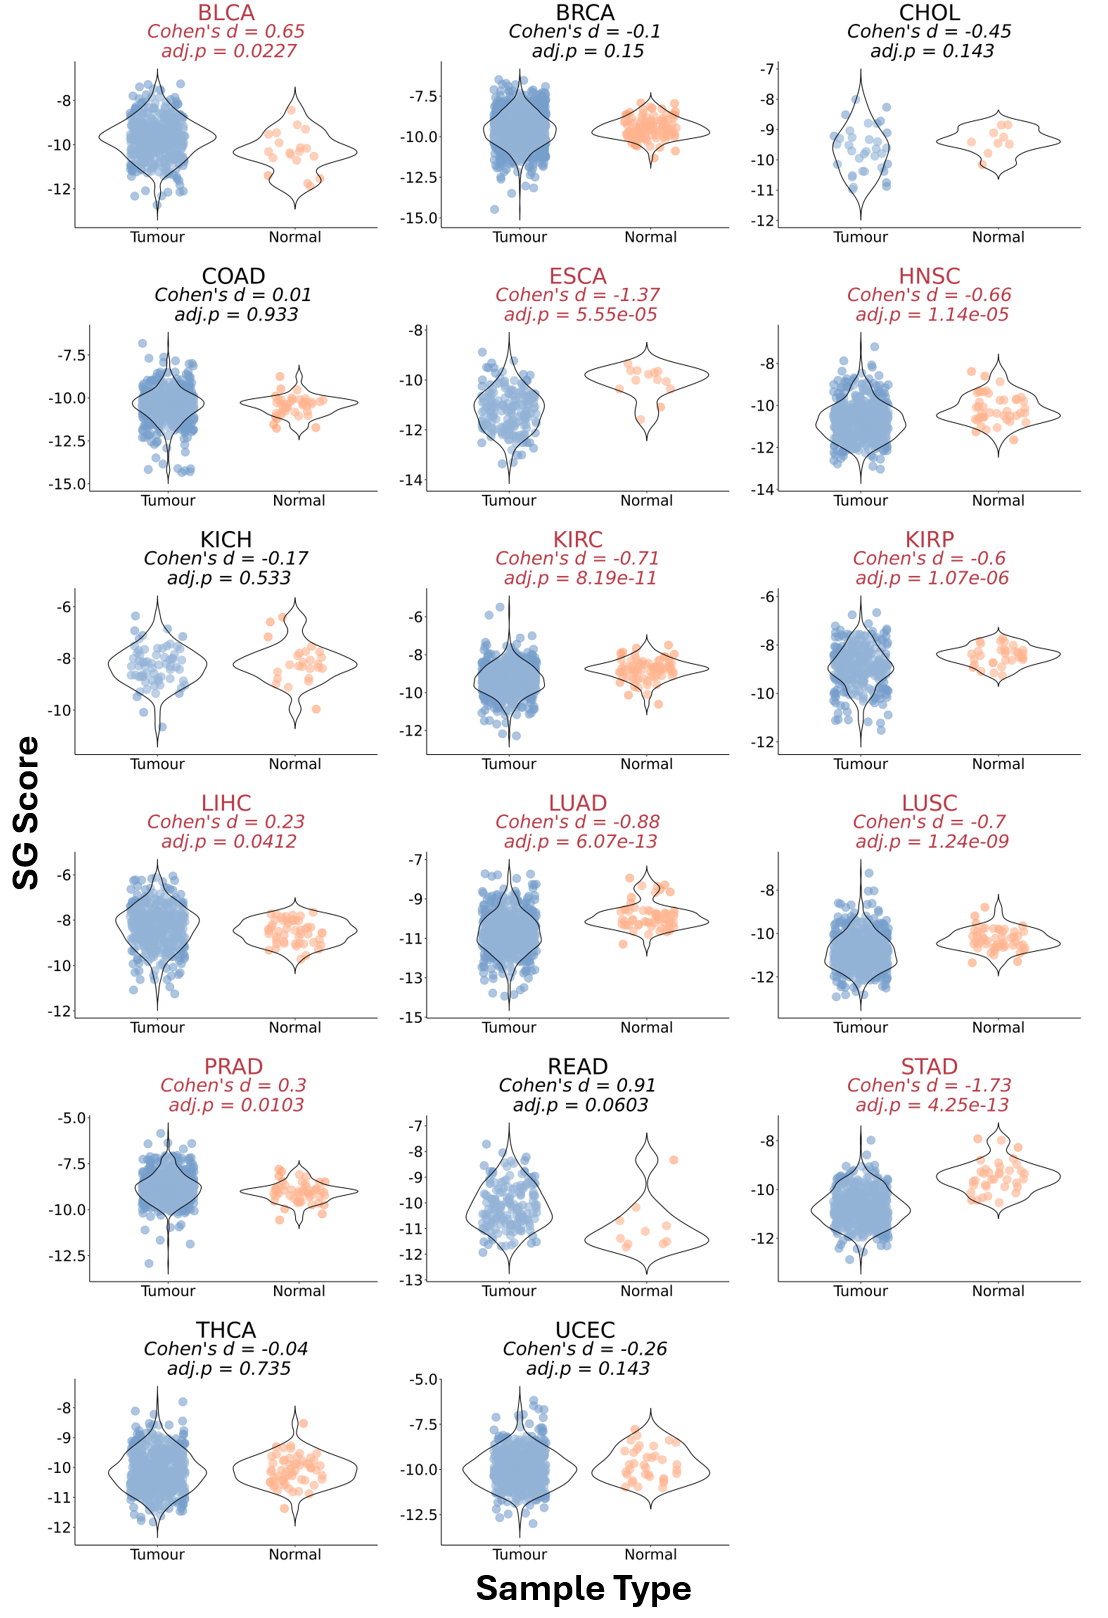 BLCA
Cohen's d = 0.65
adj.p = 0.0227
-8
-10
-12
Tumour
Normal
BRCA
Cohen's d = -0.1
adj.p = 0.15
-7.5
-10.0
-12.5
-15.0
Tumour
Normal
CHOL
Cohen's d = -0.45
adj.p = 0.143
-7
-8
-9
-10
-11
-12
Tumour
Normal
COAD
Cohen's d = 0.01
adj.p = 0.933
-7.5
-10.0
-12.5
-15.0
Tumour
Normal
ESCA
Cohen's d = -1.37
adj.p = 5.55e-05
-8
-10
-12
-14
Tumour
Normal
HNSC
Cohen's d = -0.66
adj.p = 1.14e-05
-8
-10
-12
-14
Tumour
Normal
KICH
Cohen's d = -0.17
adj.p = 0.533
-6
-8
-10
Tumour
Normal
KIRC
Cohen's d = -0.71
adj.p = 8.19e-11
-6
-8
-10
-12
Tumour
Normal
KIRP
Cohen's d = -0.6
adj.p = 1.07e-06
-6
-8
-10
-12
Tumour
Normal
SG Score
LIHC
Cohen's d = 0.23
adj.p = 0.0412
-6
-8
-10
-12
Tumour
Normal
LUAD
Cohen's d = -0.88
adj.p = 6.07e-13
-7
-9
-11
-13
-15
Tumour
Normal
LUSC
Cohen's d = -0.7
adj.p = 1.24e-09
-8
-10
-12
Tumour
Normal
PRAD
Cohen's d = 0.3
adj.p = 0.0103
-5.0
-7.5
-10.0
-12.5
Tumour
Normal
READ
Cohen's d = 0.91
adj.p = 0.0603
-7
-8
-9
-10
-11
-12
-13
Tumour
Normal
STAD
Cohen's d = -1.73
adj.p = 4.25e-13
-8
-10
-12
Tumour
Normal
THCA
Cohen's d = -0.04
adj.p = 0.735
-8
-9
-10
-11
-12
Tumour
Normal
UCEC
Cohen's d = -0.26
adj.p = 0.143
-5.0
-7.5
-10.0
-12.5
Tumour
Normal
Sample Type